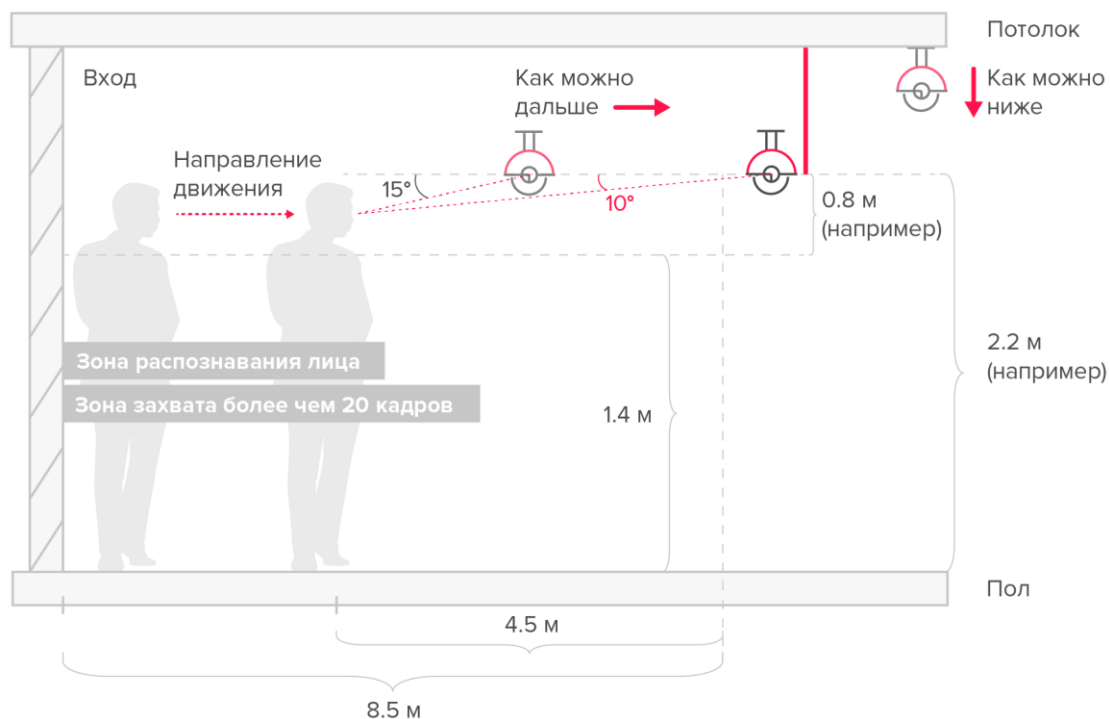 Потолок
Вход
Как можно
дальше
Как можно
ниже
Направление
движения
15°
10°
0.8 м
(например)
Зона распознавания лица
Зона захвата более чем 20 кадров
1.4 м
2.2 м
(например)
Пол
4.5 м
8.5 м